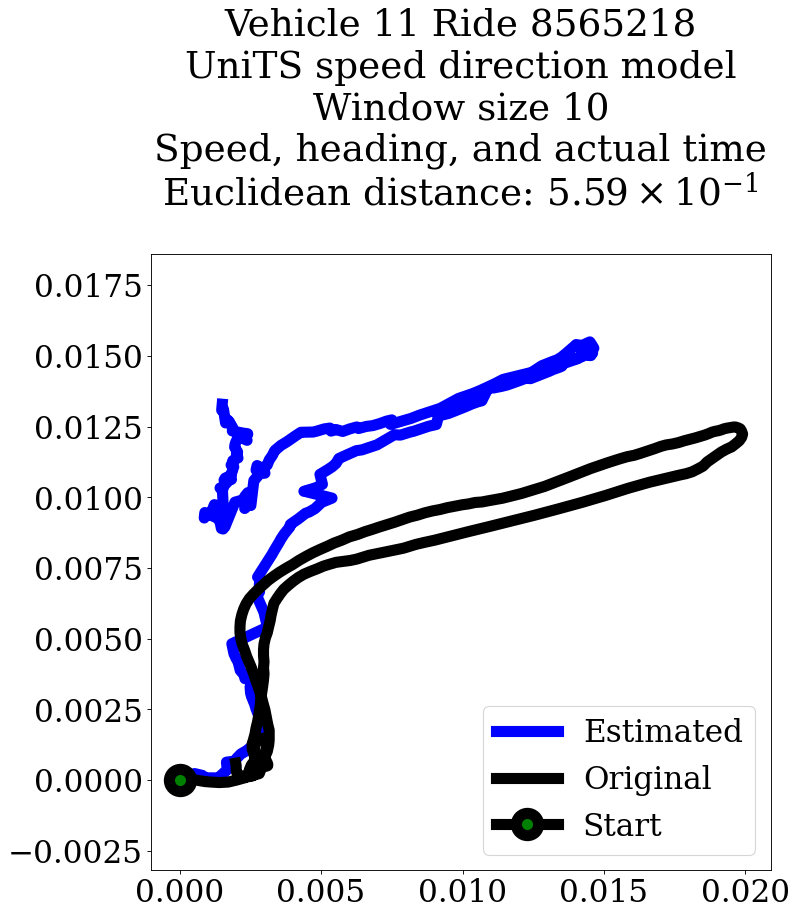 Vehicle 11 Ride 8565218
UniTS speed direction model
Window size 10
Speed, heading, and actual time
Euclidean distance: 5.59 × 10⁻¹
0.0175
0.0150
0.0125
0.0100
0.0075
0.0050
0.0025
0.0000
−0.0025
Estimated
Original
Start
0.000 0.005 0.010 0.015 0.020